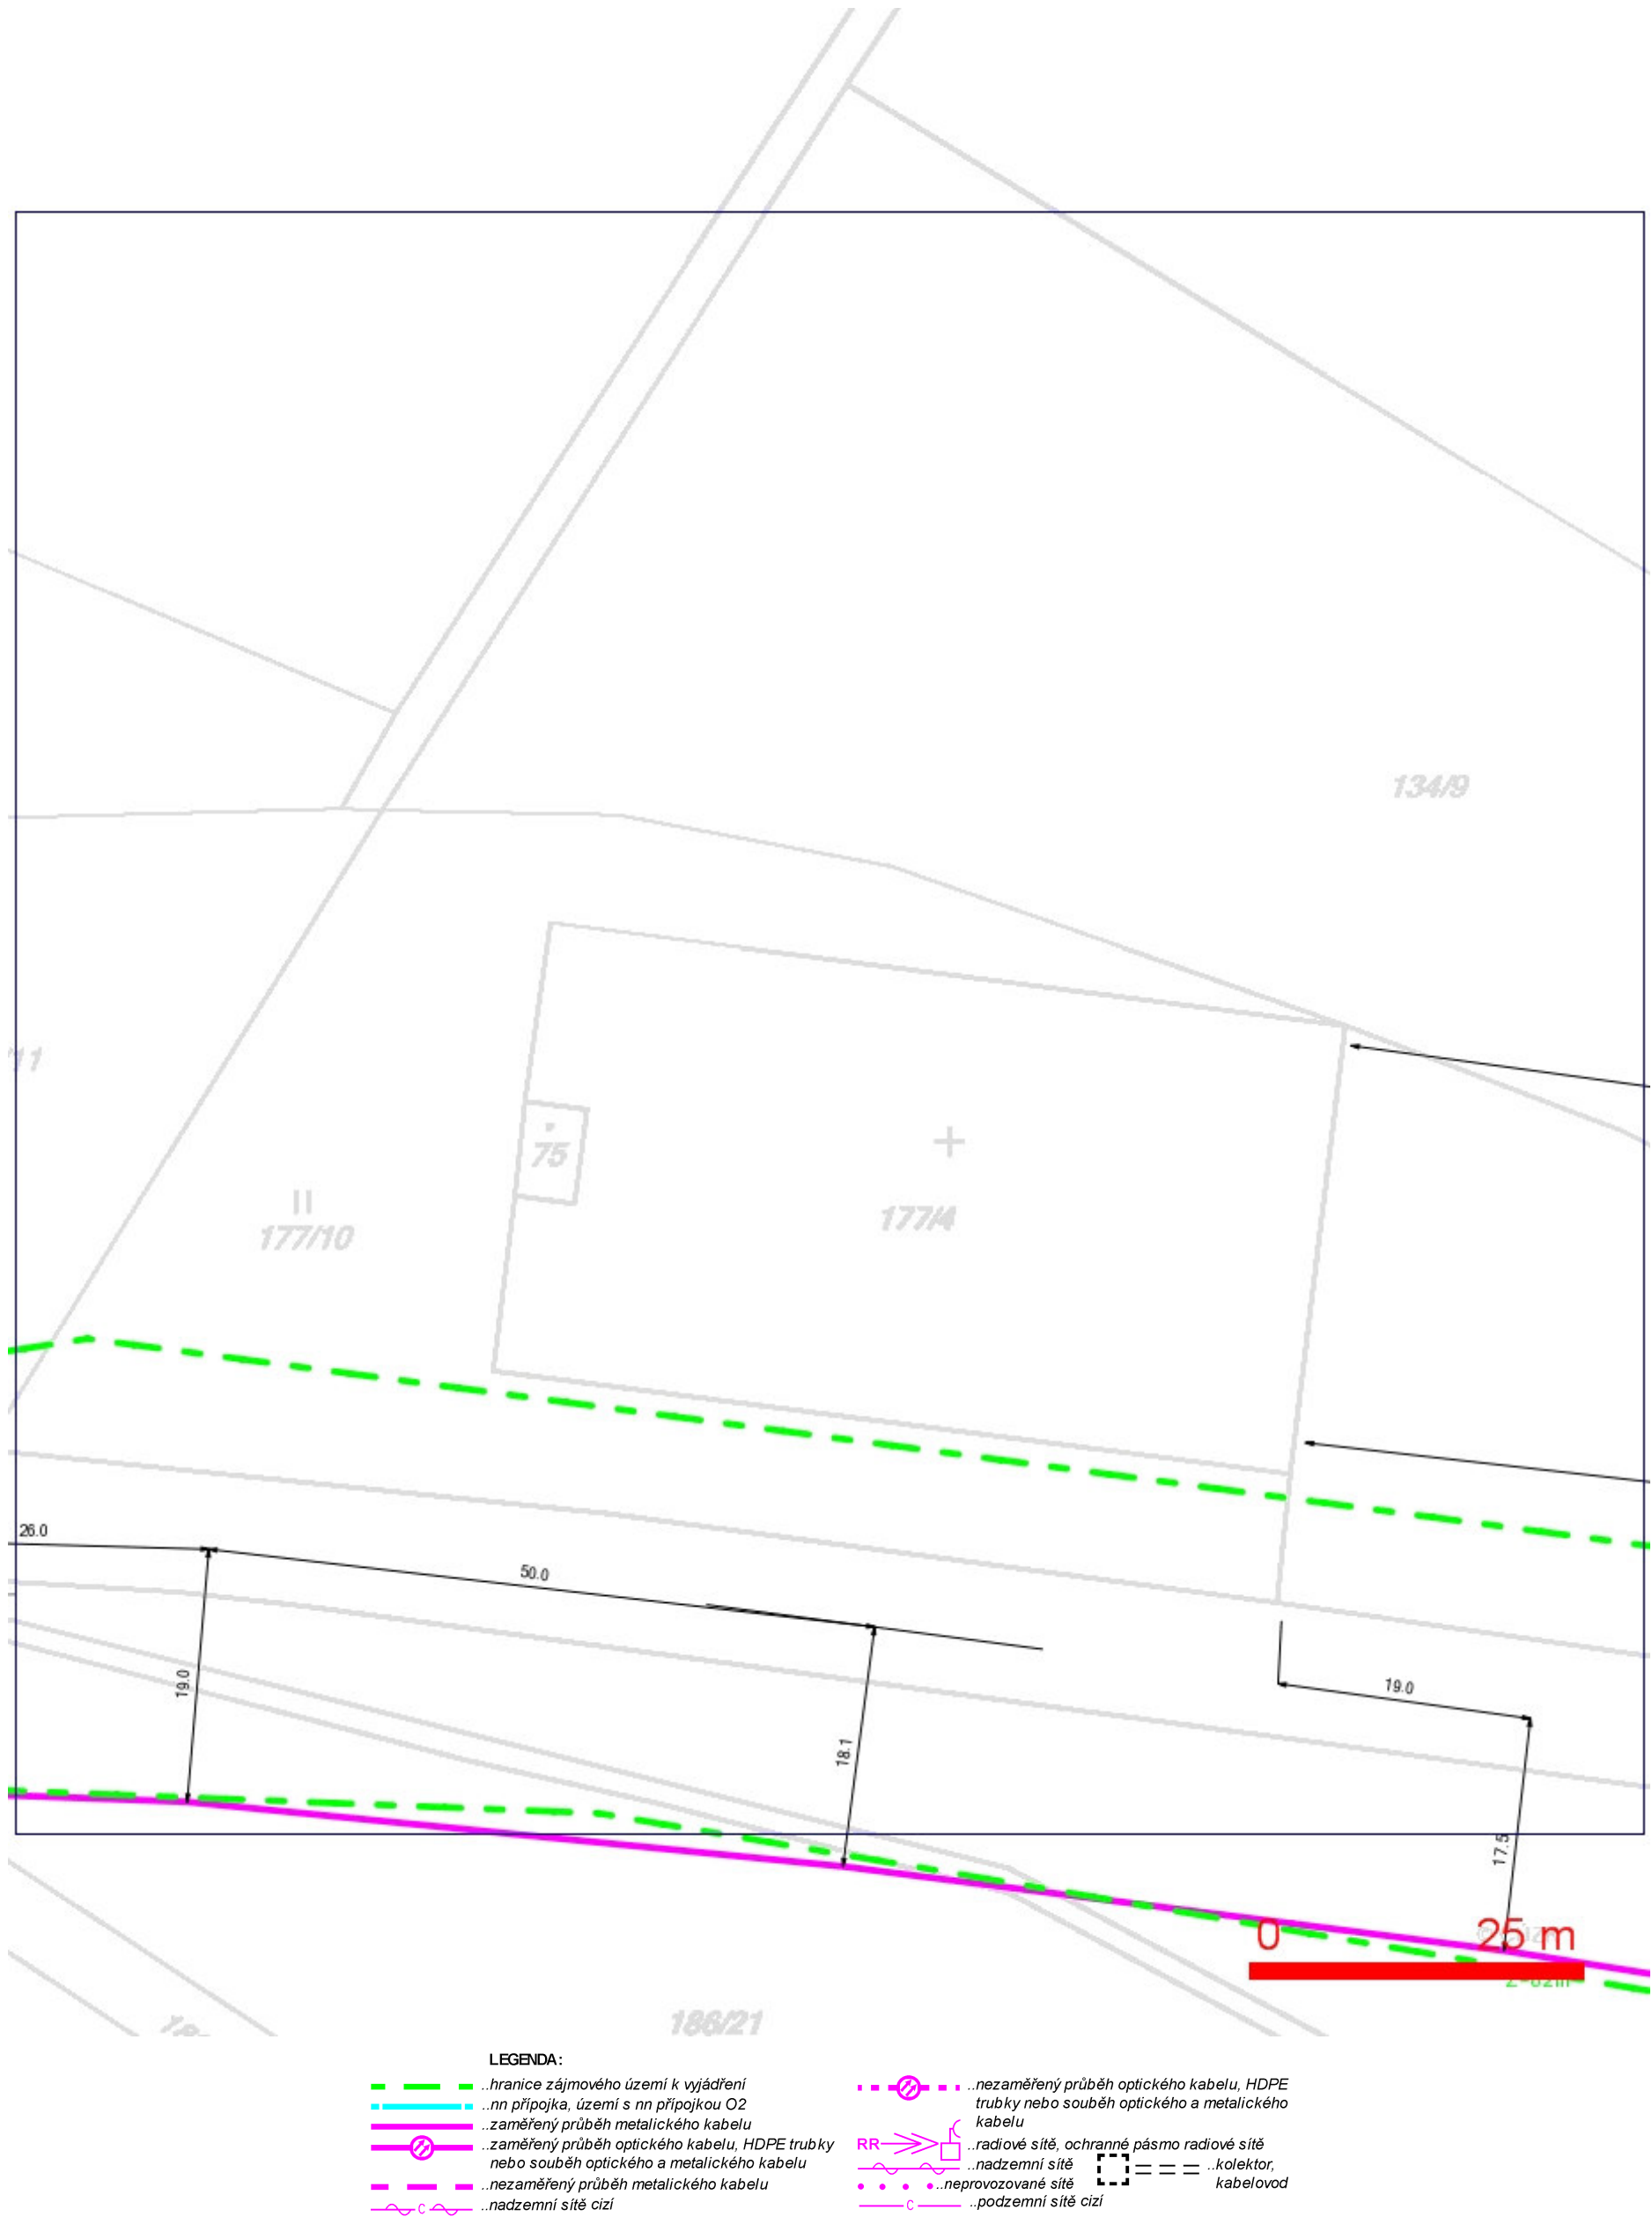 134/9
/11
75
177/4
177/10
26.0
50.0
19.0
19.0
18.1
17.5
0 25 m
186/21
LEGENDA:
..hranice zájmového území k vyjádření
..nn přípojka, území s nn přípojkou O2
..zaměřený průběh metalického kabelu
..zaměřený průběh optického kabelu, HDPE trubky
nebo souběh optického a metalického kabelu
..nezaměřený průběh metalického kabelu
C ..nadzemní sítě cizí
..nezaměřený průběh optického kabelu, HDPE
trubky nebo souběh optického a metalického
kabelu
RR ..radiové sítě, ochranné pásmo radiové sítě
..nadzemní sítě ..kolektor,
kabelovod
..neprovozované sítě
C ..podzemní sítě cizí